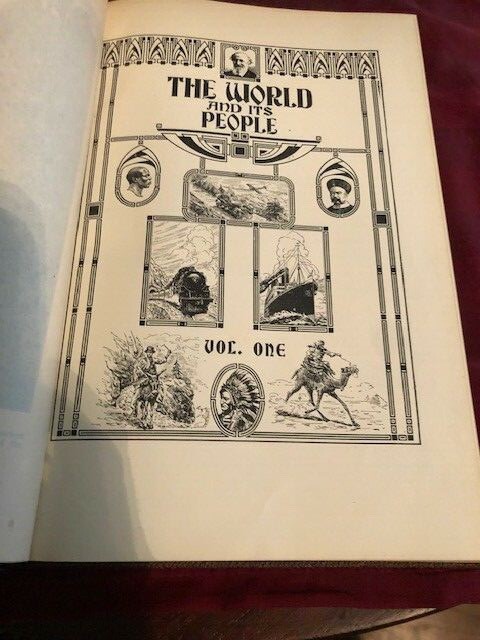 THE WORLD
AND ITS
PEOPLE
VOL. ONE